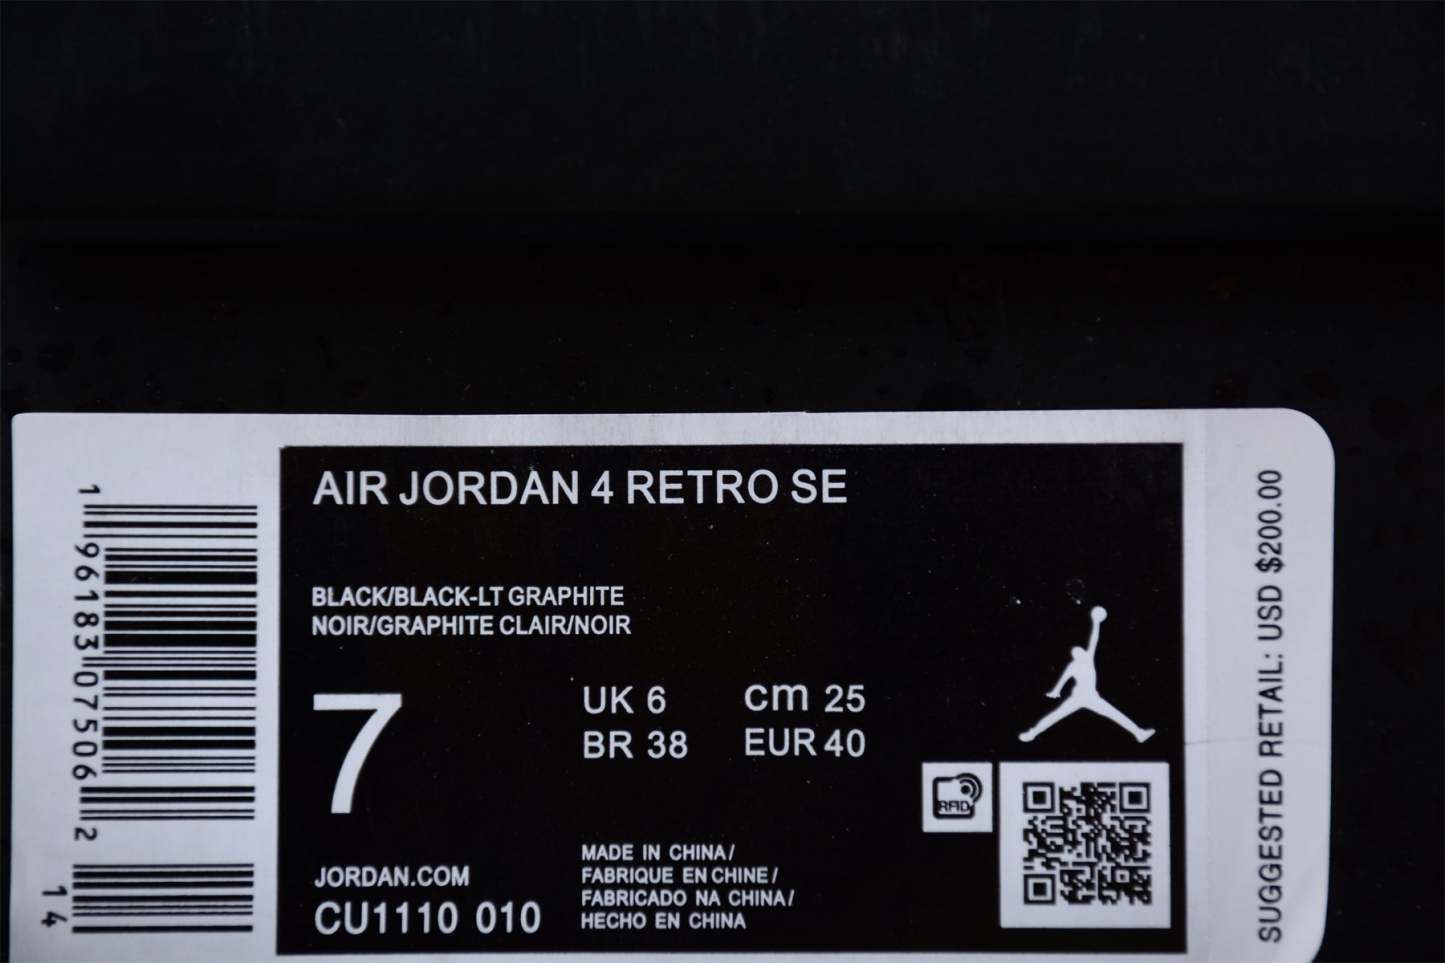 AIR JORDAN 4 RETRO SE
BLACK/BLACK-LT GRAPHITE
NOIR/GRAPHITE CLAIR/NOIR
7
UK 6 cm 25
BR 38 EUR 40
RFID
MADE IN CHINA/
FABRIQUE EN CHINE/
FABRICADO NA CHINA/
HECHO EN CHINA
JORDAN.COM
CU1110 010
1 96183 07506 2
14
SUGGESTED RETAIL: USD $200.00